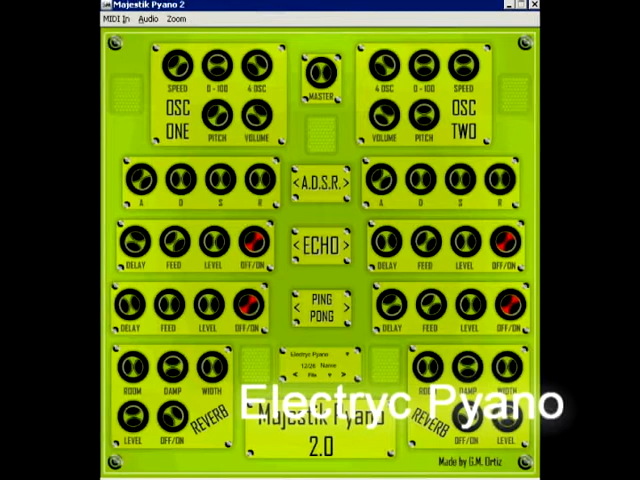 Majestik Pyano 2
MIDI In Audio Zoom
SPEED 0 - 100 4 OSC
OSC ONE
PITCH VOLUME
MASTER
4 OSC 0 - 100 SPEED
VOLUME PITCH
OSC TWO
A D S R
< A.D.S.R. >
A D S R
DELAY FEED LEVEL OFF/ON
< ECHO >
DELAY FEED LEVEL OFF/ON
DELAY FEED LEVEL OFF/ON
< PING PONG >
DELAY FEED LEVEL OFF/ON
Electryc Pyano
12/26 Name
< File >
ROOM DAMP WIDTH
LEVEL OFF/ON
REVERB
ROOM DAMP WIDTH
REVERB
OFF/ON LEVEL
Electryc Pyano
Majestik Pyano
2.0
Made by G.M. Ortiz